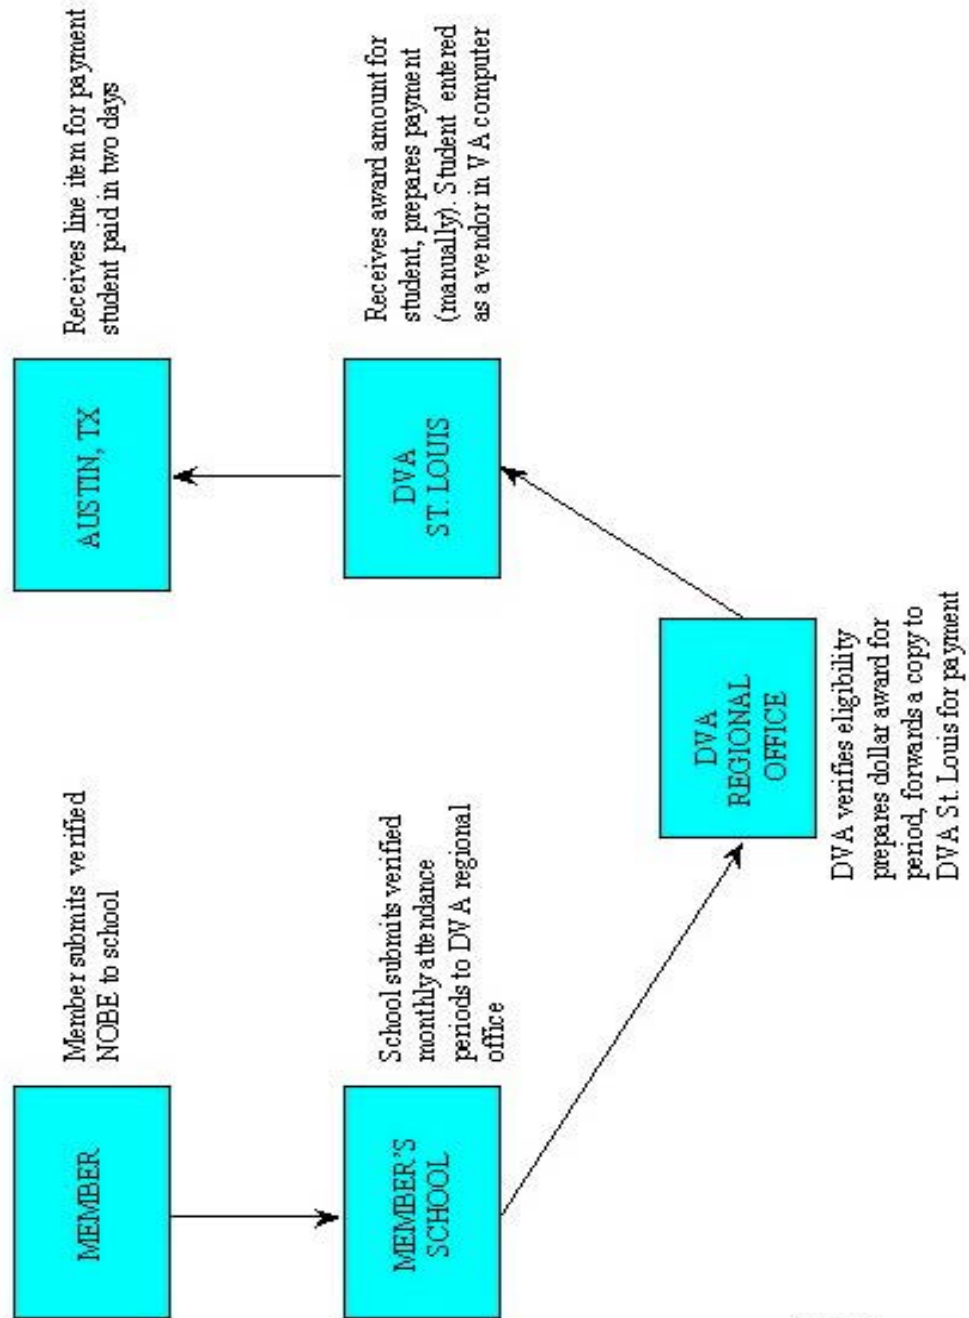 MEMBER
Member submits verified
NOBE to school
MEMBER'S
SCHOOL
School submits verified
monthly attendance
periods to DVA regional
office
DVA
REGIONAL
OFFICE
DVA verifies eligibility
prepares dollar award for
period, forwards a copy to
DVA St. Louis for payment
DVA
ST. LOUIS
Receives award amount for
student, prepares payment
(manually). Student entered
as a vendor in VA computer
AUSTIN, TX
Receives line item for payment
student paid in two days